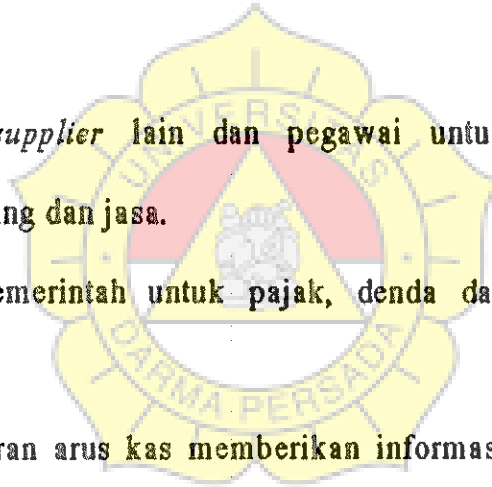 supplier lain dan pegawai untu
ng dan jasa.
emerintah untuk pajak, denda da
ran arus kas memberikan informas
UNIVERSITAS
DARMA PERSADA